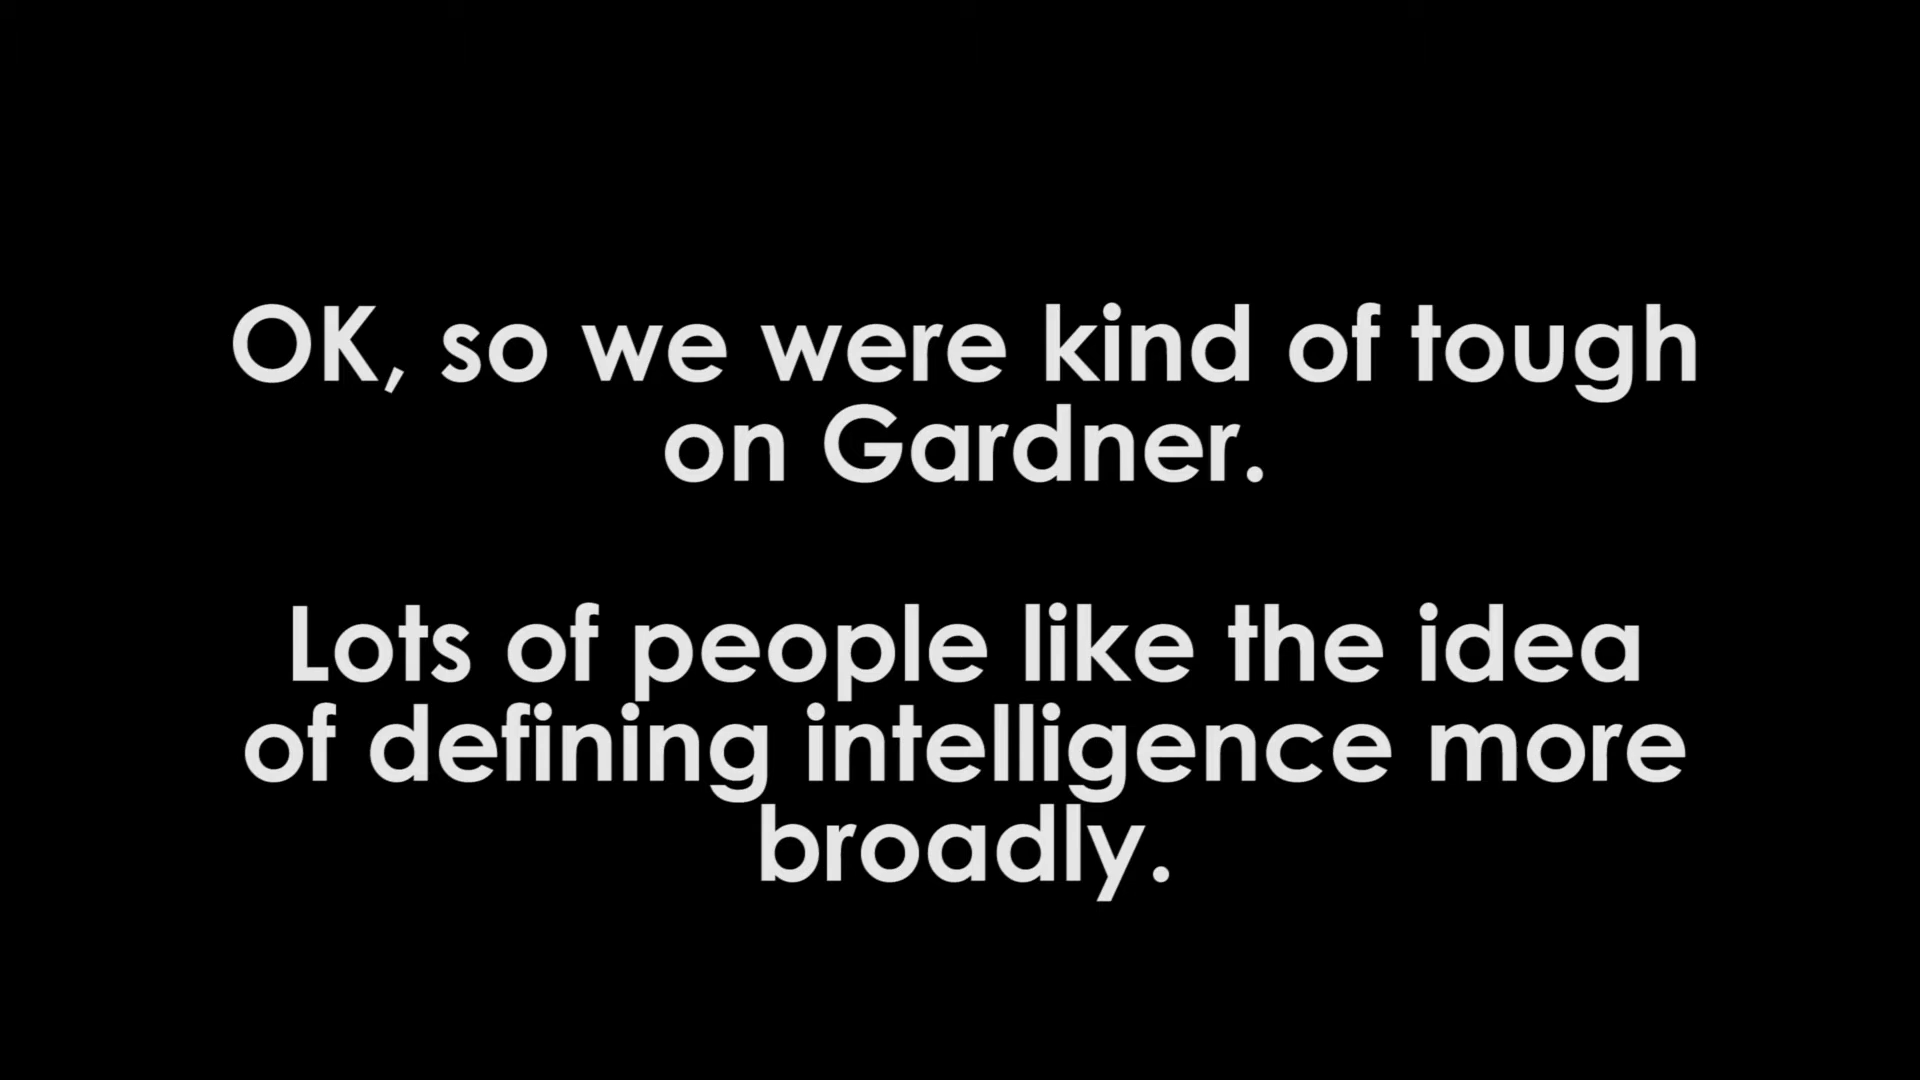 OK, so we were kind of tough
on Gardner.
Lots of people like the idea
of defining intelligence more
broadly.